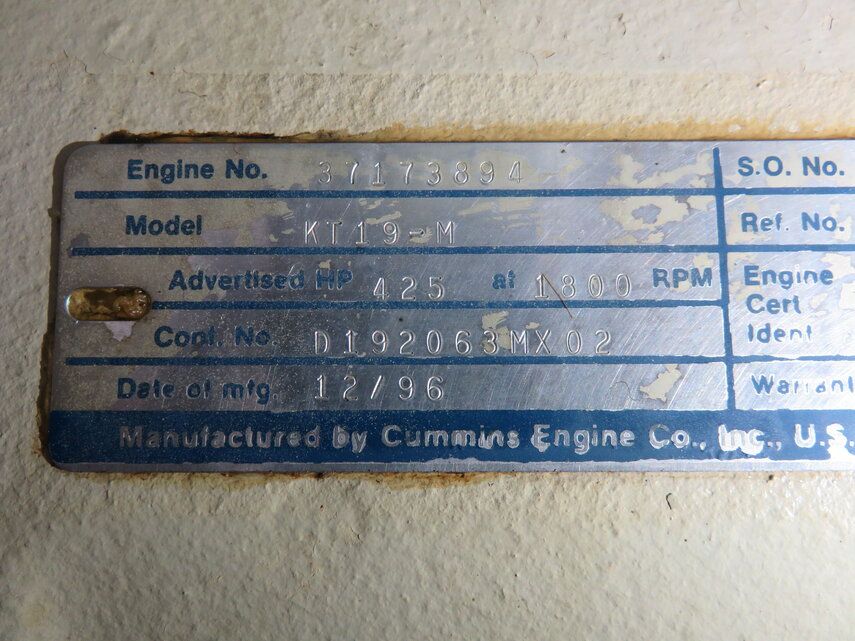 Engine No. 37173894 S.O. No.
Model KT19-M Ref. No.
Advertised HP 425 at 1800 RPM Engine
Cert
Ident
Cont. No. D192063MX02
Date of mfg. 12/96 Warrant
Manufactured by Cummins Engine Co., Inc., U.S.